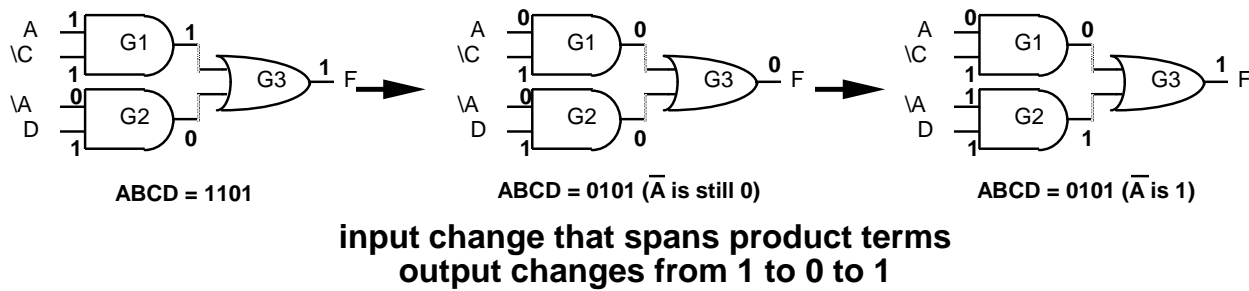 A
\C
\A
D
1
1
0
1
G1
G2
1
0
G3
1
F
ABCD = 1101
A
\C
\A
D
0
1
0
1
G1
G2
0
0
G3
0
F
ABCD = 0101 (A̅ is still 0)
A
\C
\A
D
0
1
1
1
G1
G2
0
1
G3
1
F
ABCD = 0101 (A̅ is 1)
input change that spans product terms
output changes from 1 to 0 to 1